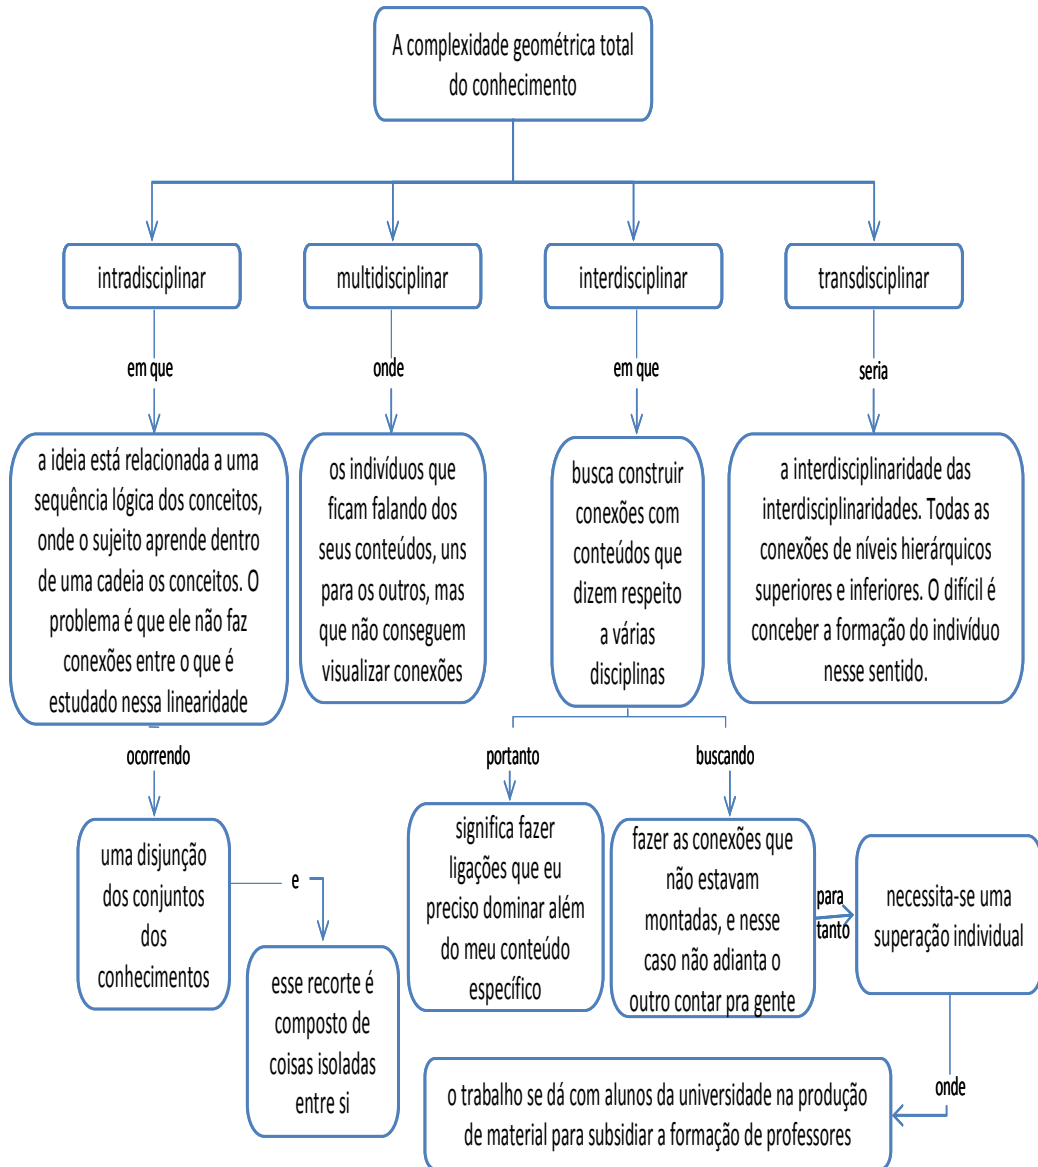 A complexidade geométrica total
do conhecimento
intradisciplinar
multidisciplinar
interdisciplinar
transdisciplinar
em que
onde
em que
seria
a ideia está relacionada a uma
sequência lógica dos conceitos,
onde o sujeito aprende dentro
de uma cadeia os conceitos. O
problema é que ele não faz
conexões entre o que é
estudado nessa linearidade
os indivíduos que
ficam falando dos
seus conteúdos, uns
para os outros, mas
que não conseguem
visualizar conexões
busca construir
conexões com
conteúdos que
dizem respeito
a várias
disciplinas
a interdisciplinaridade das
interdisciplinaridades. Todas as
conexões de níveis hierárquicos
superiores e inferiores. O difícil é
conceber a formação do indivíduo
nesse sentido.
ocorrendo
portanto
buscando
uma disjunção
dos conjuntos
dos
conhecimentos
e
esse recorte é
composto de
coisas isoladas
entre si
significa fazer
ligações que eu
preciso dominar além
do meu conteúdo
específico
fazer as conexões que
não estavam
montadas, e nesse
caso não adianta o
outro contar pra gente
para
tanto
necessita-se uma
superação individual
onde
o trabalho se dá com alunos da universidade na produção
de material para subsidiar a formação de professores